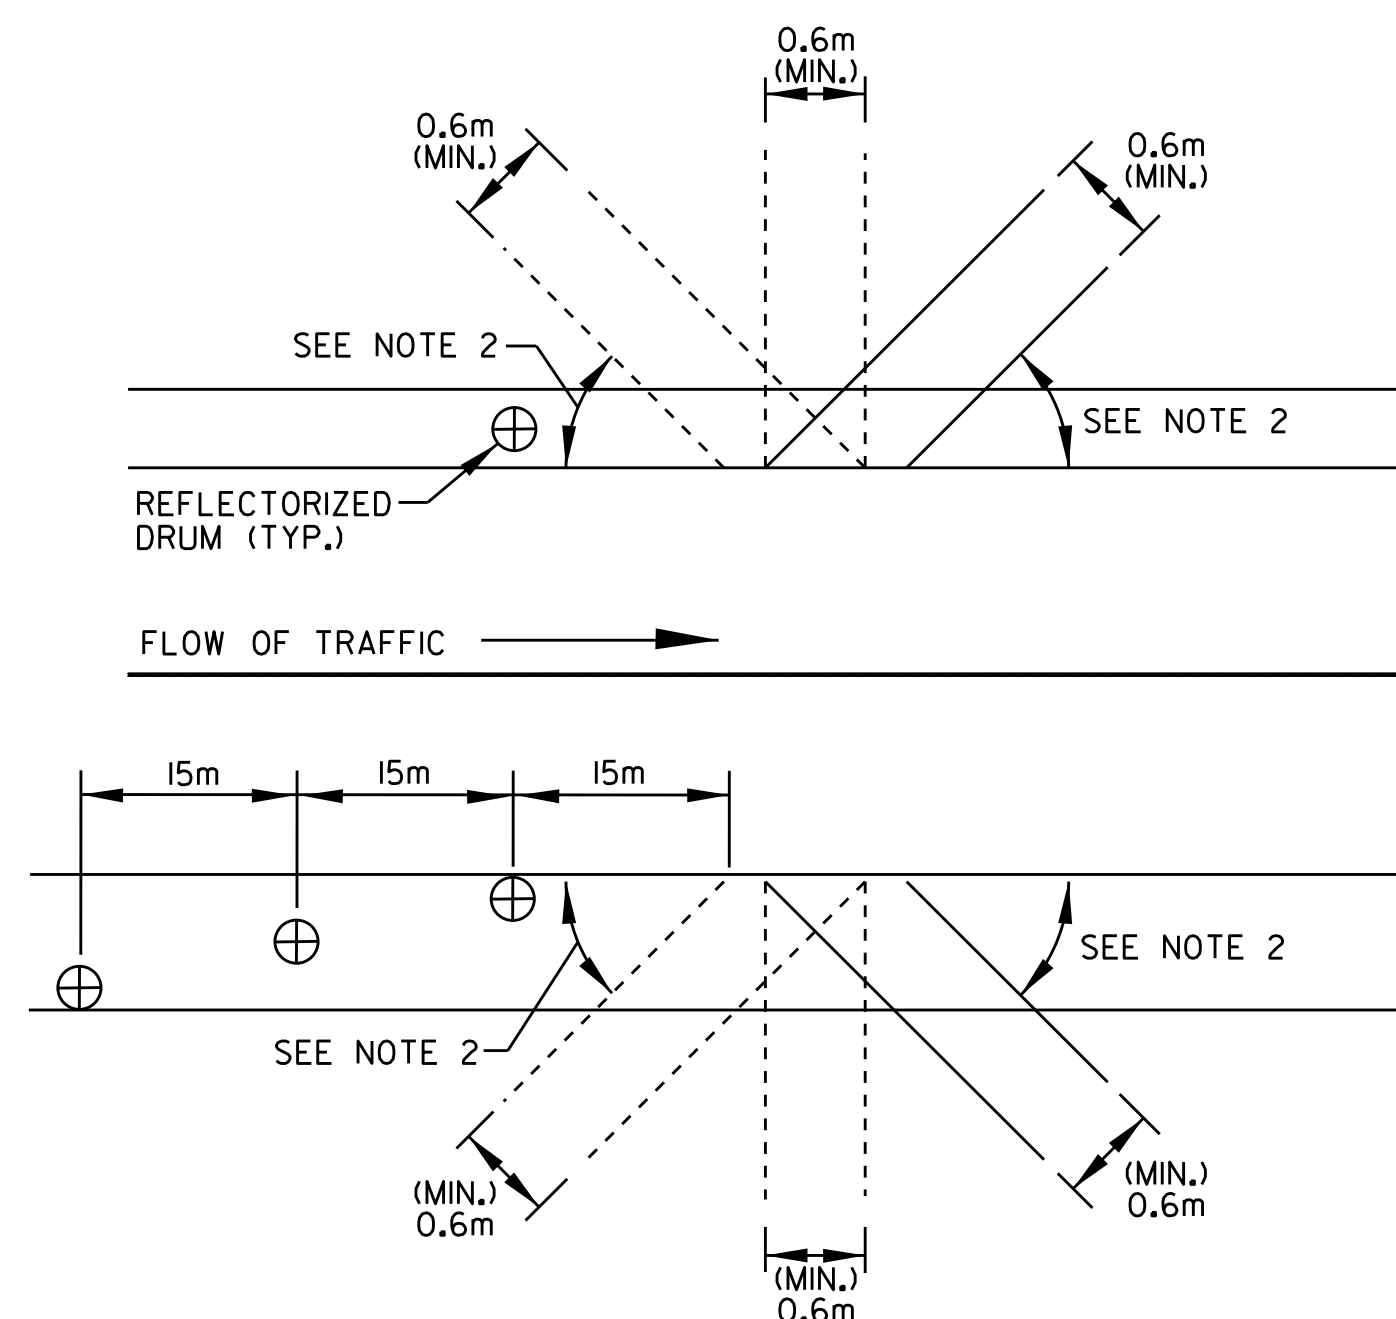 0.6m
(MIN.)
0.6m
(MIN.)
0.6m
(MIN.)
SEE NOTE 2
SEE NOTE 2
REFLECTORIZED
DRUM (TYP.)
FLOW OF TRAFFIC
15m
15m
15m
SEE NOTE 2
SEE NOTE 2
(MIN.)
0.6m
(MIN.)
0.6m
(MIN.)
0.6m